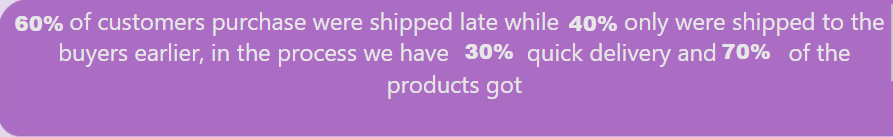 60% of customers purchase were shipped late while 40% only were shipped to the
buyers earlier, in the process we have 30% quick delivery and 70% of the
products got